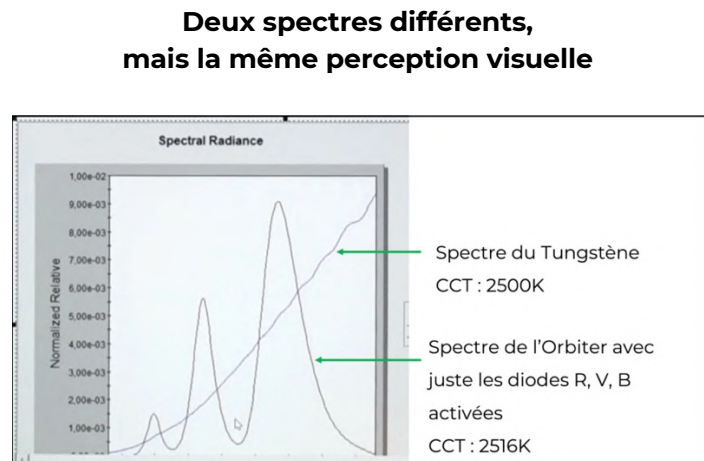 Deux spectres différents,
mais la même perception visuelle
Spectral Radiance
1,00e-02
9,00e-03
8,00e-03
7,00e-03
6,00e-03
5,00e-03
4,00e-03
3,00e-03
2,00e-03
1,00e-03
Normalized Relative
Spectre du Tungstène
CCT : 2500K
Spectre de l’Orbiter avec
juste les diodes R, V, B
activées
CCT : 2516K